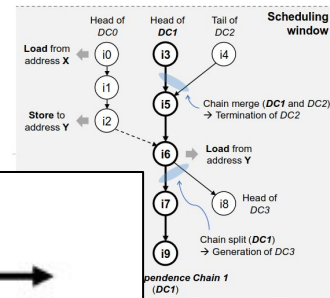 Head of
DC0
Head of
DC1
Tail of
DC2
Scheduling
window
Load from
address X
i0
i3
i4
i1
Chain merge (DC1 and DC2)
→ Termination of DC2
i5
Store to
address Y
i2
i6
Load from
address Y
i7
i8
Head of
DC3
Chain split (DC1)
→ Generation of DC3
i9
pendence Chain 1
(DC1)